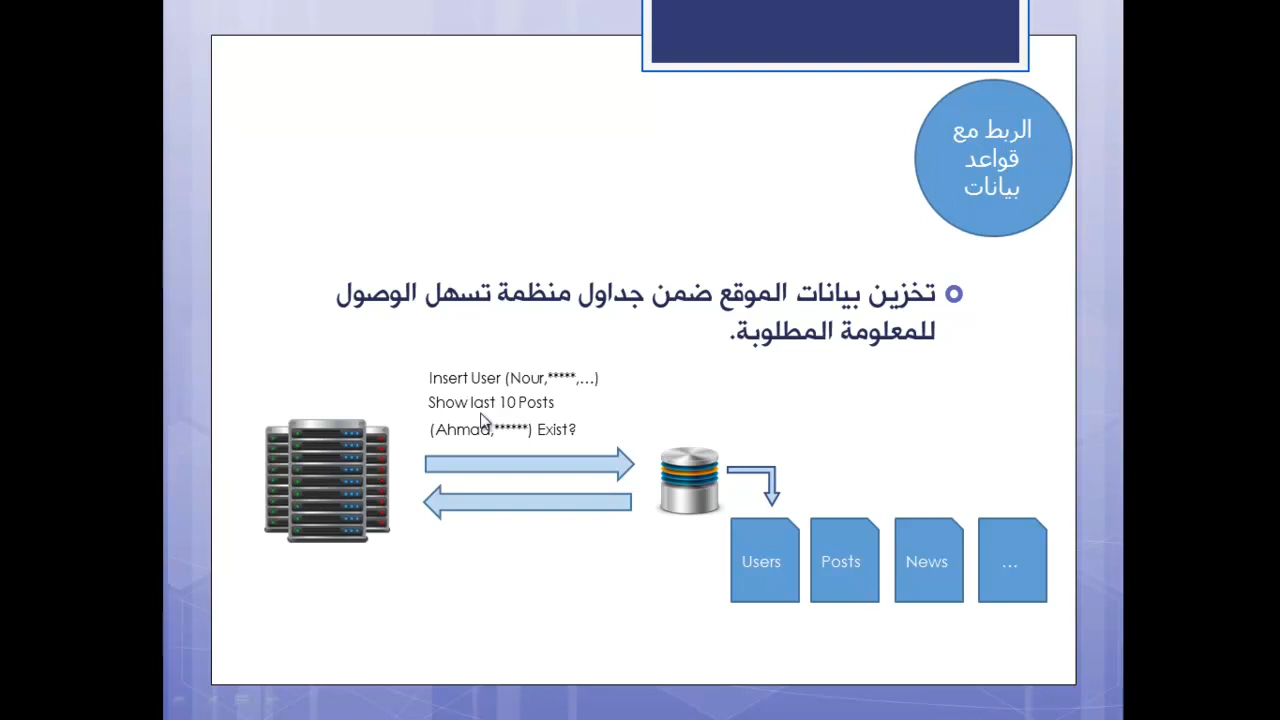 الربط مع
قواعد
بيانات
تخزين بيانات الموقع ضمن جداول منظمة تسهل الوصول
للمعلومة المطلوبة.
Insert User (Nour,*****,...)
Show last 10 Posts
(Ahmad,******) Exist?
Users
Posts
News
...